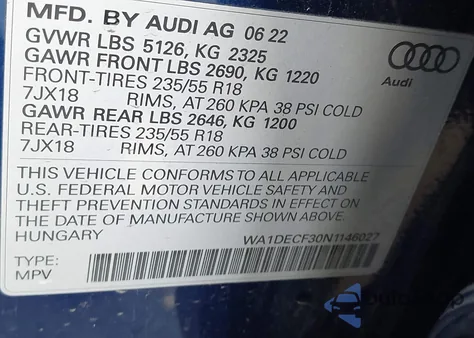 MFD. BY AUDI AG 06 22
GVWR LBS 5126, KG 2325
GAWR FRONT LBS 2690, KG 1220
FRONT-TIRES 235/55 R18
7JX18 RIMS, AT 260 KPA 38 PSI COLD
GAWR REAR LBS 2646, KG 1200
REAR-TIRES 235/55 R18
7JX18 RIMS, AT 260 KPA 38 PSI COLD
Audi
THIS VEHICLE CONFORMS TO ALL APPLICABLE
U.S. FEDERAL MOTOR VEHICLE SAFETY AND
THEFT PREVENTION STANDARDS IN EFFECT ON
THE DATE OF MANUFACTURE SHOWN ABOVE.
HUNGARY WA1DECF30N1146027
TYPE:
MPV